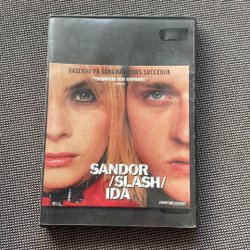 BASERAD PÅ SARA KADEFORS SUCCÉBOK
SANDOR
/SLASH/
IDA